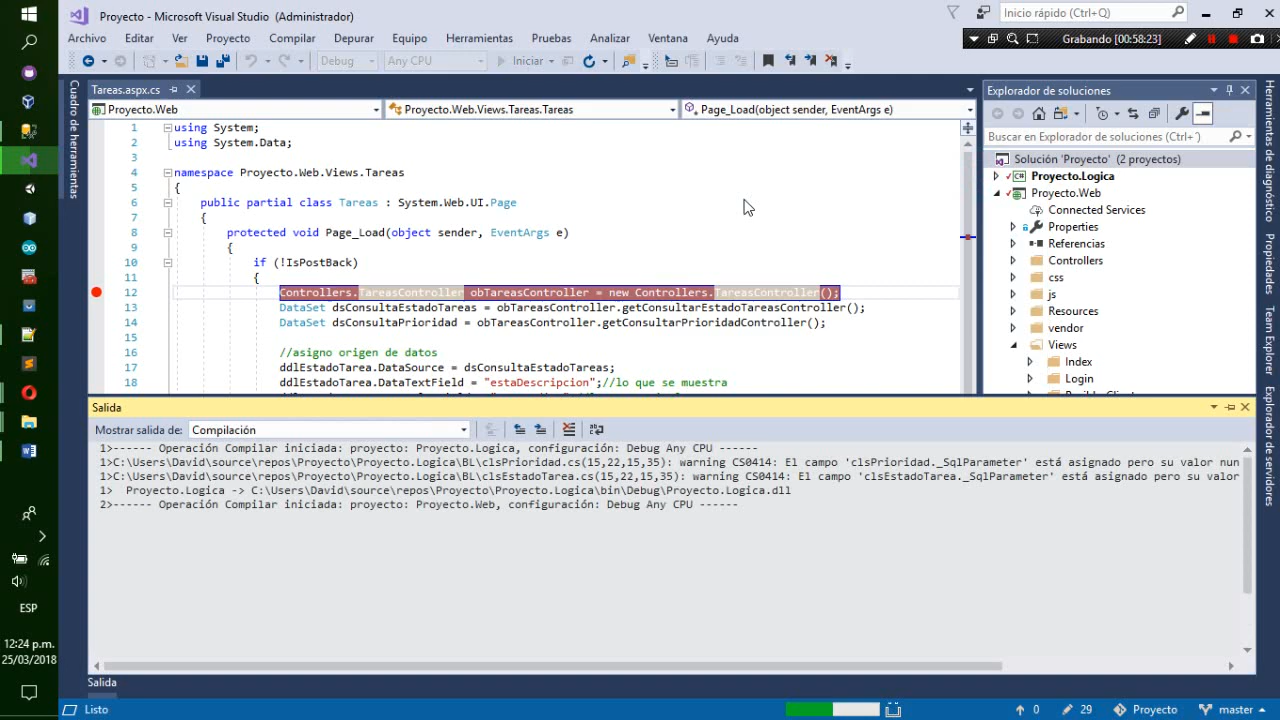 Proyecto - Microsoft Visual Studio (Administrador)
Inicio rápido (Ctrl+Q)
Archivo Editar Ver Proyecto Compilar Depurar Equipo Herramientas Pruebas Analizar Ventana Ayuda
Grabando [00:58:23]
Debug Any CPU Iniciar
Cuadro de herramientas
Tareas.aspx.cs
Proyecto.Web Proyecto.Web.Views.Tareas.Tareas Page_Load(object sender, EventArgs e)
1 using System;
2 using System.Data;
3
4 namespace Proyecto.Web.Views.Tareas
5 {
6 public partial class Tareas : System.Web.UI.Page
7 {
8 protected void Page_Load(object sender, EventArgs e)
9 {
10 if (!IsPostBack)
11 {
12 Controllers.TareasController obTareasController = new Controllers.TareasController();
13 DataSet dsConsultaEstadoTareas = obTareasController.getConsultarEstadoTareasController();
14 DataSet dsConsultaPrioridad = obTareasController.getConsultarPrioridadController();
15
16 //asigno origen de datos
17 ddlEstadoTarea.DataSource = dsConsultaEstadoTareas;
18 ddlEstadoTarea.DataTextField = "estaDescripcion";//lo que se muestra
Explorador de soluciones
Buscar en Explorador de soluciones (Ctrl+´)
Solución 'Proyecto' (2 proyectos)
Proyecto.Logica
Proyecto.Web
Connected Services
Properties
Referencias
Controllers
css
js
Resources
vendor
Views
Index
Login
Herramientas de diagnóstico
Propiedades
Team Explorer
Explorador de servidores
Salida
Mostrar salida de: Compilación
1>------ Operación Compilar iniciada: proyecto: Proyecto.Logica, configuración: Debug Any CPU ------
1>C:\Users\David\source\repos\Proyecto\Proyecto.Logica\BL\clsPrioridad.cs(15,22,15,35): warning CS0414: El campo 'clsPrioridad._SqlParameter' está asignado pero su valor nun
1>C:\Users\David\source\repos\Proyecto\Proyecto.Logica\BL\clsEstadoTarea.cs(15,22,15,35): warning CS0414: El campo 'clsEstadoTarea._SqlParameter' está asignado pero su valor
1> Proyecto.Logica -> C:\Users\David\source\repos\Proyecto\Proyecto.Logica\bin\Debug\Proyecto.Logica.dll
2>------ Operación Compilar iniciada: proyecto: Proyecto.Web, configuración: Debug Any CPU ------
Salida
Listo
0 29 Proyecto master
ESP
12:24 p.m.
25/03/2018